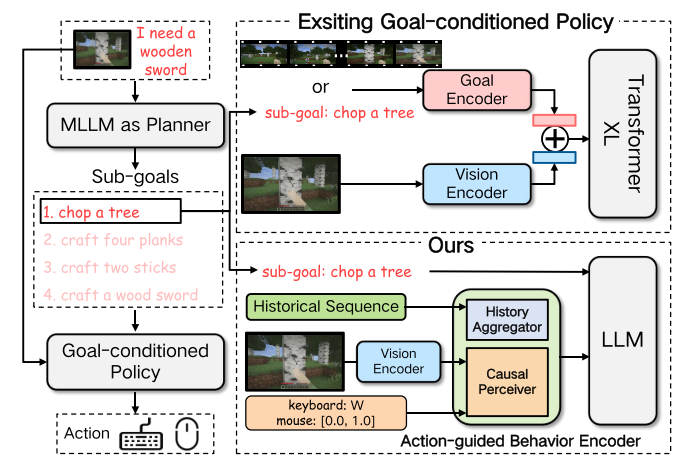 I need a
wooden
sword
MLLM as Planner
Sub-goals
1. chop a tree
2. craft four planks
3. craft two sticks
4. craft a wood sword
Goal-conditioned
Policy
Action
Exsiting Goal-conditioned Policy
or
sub-goal: chop a tree
Goal
Encoder
Vision
Encoder
Transformer
XL
Ours
sub-goal: chop a tree
Historical Sequence
Vision
Encoder
keyboard: W
mouse: [0.0, 1.0]
History
Aggregator
Causal
Perceiver
LLM
Action-guided Behavior Encoder